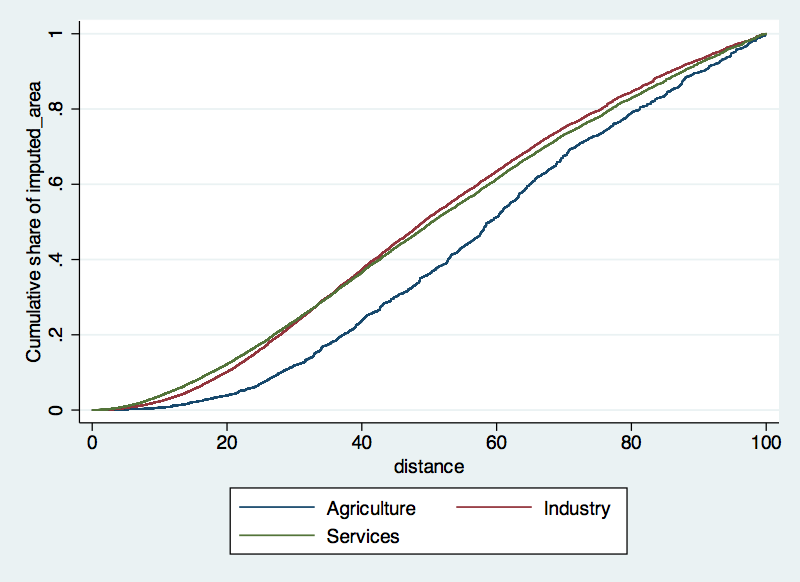 Cumulative share of imputed_area
1
.8
.6
.4
.2
0
0 20 40 60 80 100
distance
Agriculture Industry
Services